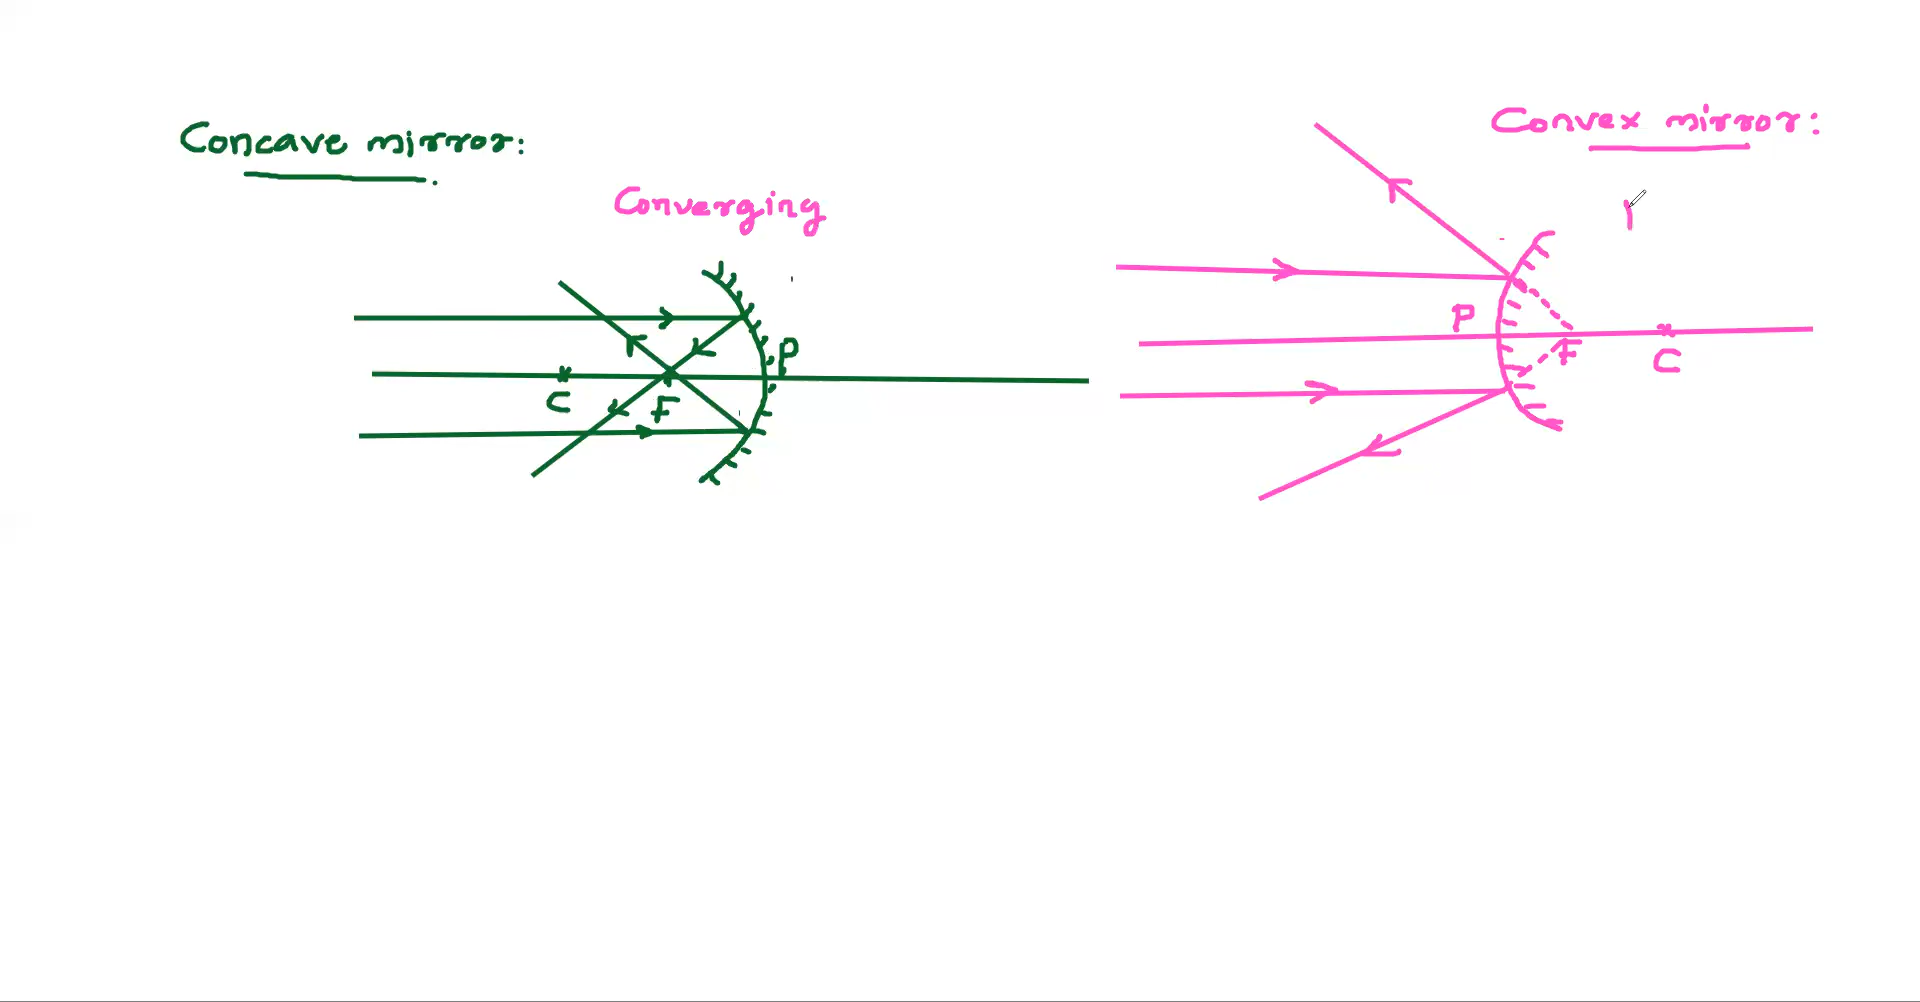 Concave mirror:
Converging
P
C
F
Convex mirror:
P
F
C